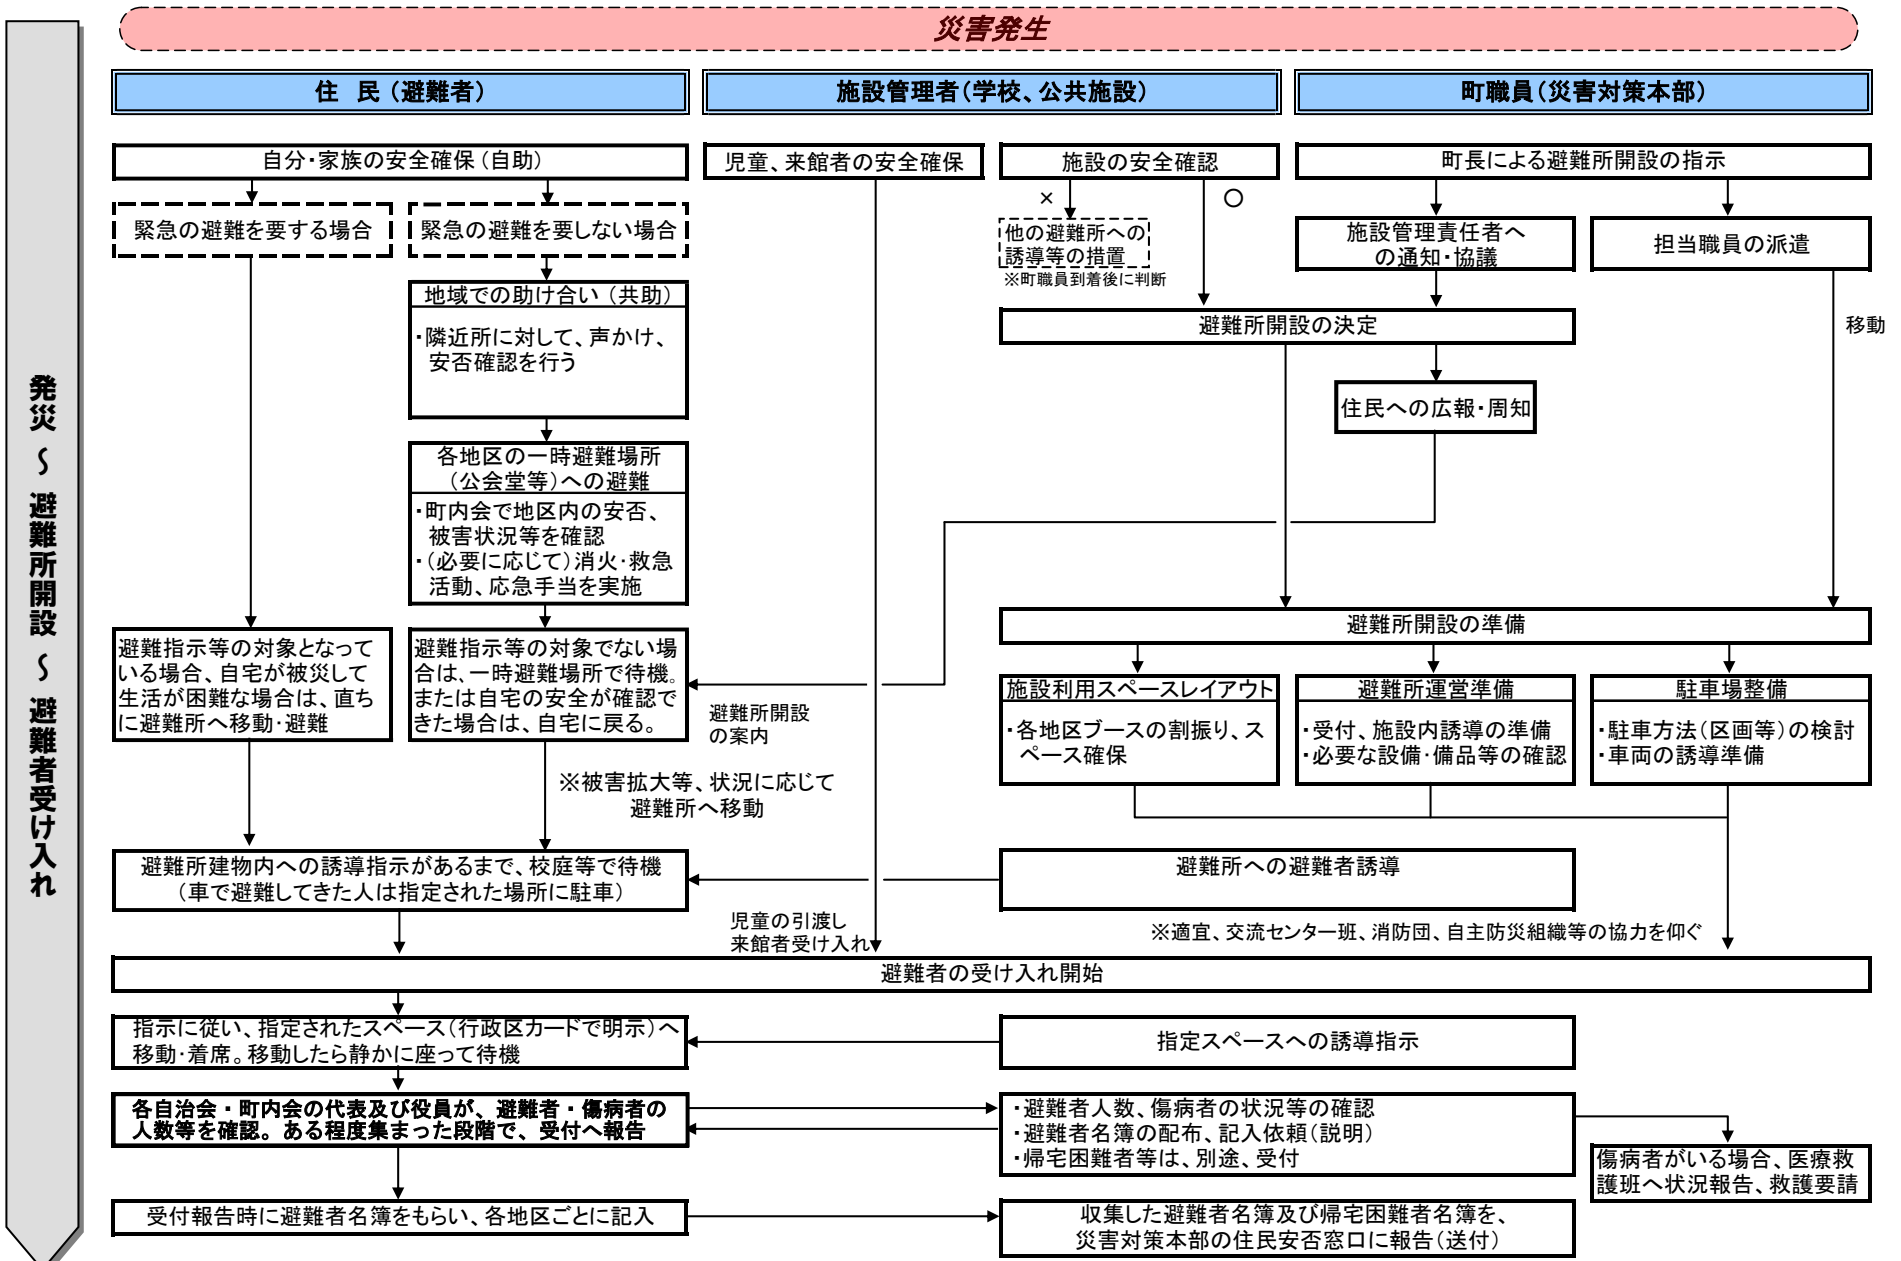 災害発生
発災 ～ 避難所開設 ～ 避難者受け入れ
住 民（避難者）
施設管理者（学校、公共施設）
町職員（災害対策本部）
自分・家族の安全確保（自助）
児童、来館者の安全確保
施設の安全確認
町長による避難所開設の指示
×
○
緊急の避難を要する場合
緊急の避難を要しない場合
他の避難所への
誘導等の措置
※町職員到着後に判断
施設管理責任者へ
の通知・協議
担当職員の派遣
地域での助け合い（共助）
・隣近所に対して、声かけ、
安否確認を行う
避難所開設の決定
移動
住民への広報・周知
各地区の一時避難場所
（公会堂等）への避難
・町内会で地区内の安否、
被害状況等を確認
・（必要に応じて）消火・救急
活動、応急手当を実施
避難所開設の準備
避難指示等の対象となって
いる場合、自宅が被災して
生活が困難な場合は、直ち
に避難所へ移動・避難
避難指示等の対象でない場
合は、一時避難場所で待機。
または自宅の安全が確認で
きた場合は、自宅に戻る。
避難所開設
の案内
施設利用スペースレイアウト
・各地区ブースの割振り、ス
ペース確保
避難所運営準備
・受付、施設内誘導の準備
・必要な設備・備品等の確認
駐車場整備
・駐車方法（区画等）の検討
・車両の誘導準備
※被害拡大等、状況に応じて
避難所へ移動
避難所建物内への誘導指示があるまで、校庭等で待機
（車で避難してきた人は指定された場所に駐車）
避難所への避難者誘導
児童の引渡し
来館者受け入れ
※適宜、交流センター班、消防団、自主防災組織等の協力を仰ぐ
避難者の受け入れ開始
指示に従い、指定されたスペース（行政区カードで明示）へ
移動・着席。移動したら静かに座って待機
指定スペースへの誘導指示
各自治会・町内会の代表及び役員が、避難者・傷病者の
人数等を確認。ある程度集まった段階で、受付へ報告
・避難者人数、傷病者の状況等の確認
・避難者名簿の配布、記入依頼（説明）
・帰宅困難者等は、別途、受付
傷病者がいる場合、医療救
護班へ状況報告、救護要請
受付報告時に避難者名簿をもらい、各地区ごとに記入
収集した避難者名簿及び帰宅困難者名簿を、
災害対策本部の住民安否窓口に報告（送付）